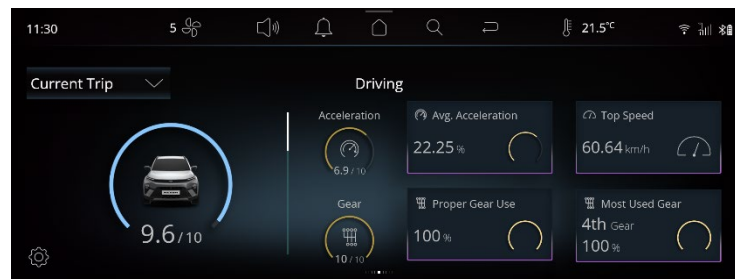 11:30
5
21.5°C
Current Trip
Driving
Acceleration
6.9 / 10
Avg. Acceleration
22.25 %
Top Speed
60.64 km/h
9.6 / 10
Gear
10 / 10
Proper Gear Use
100 %
Most Used Gear
4th Gear
100 %